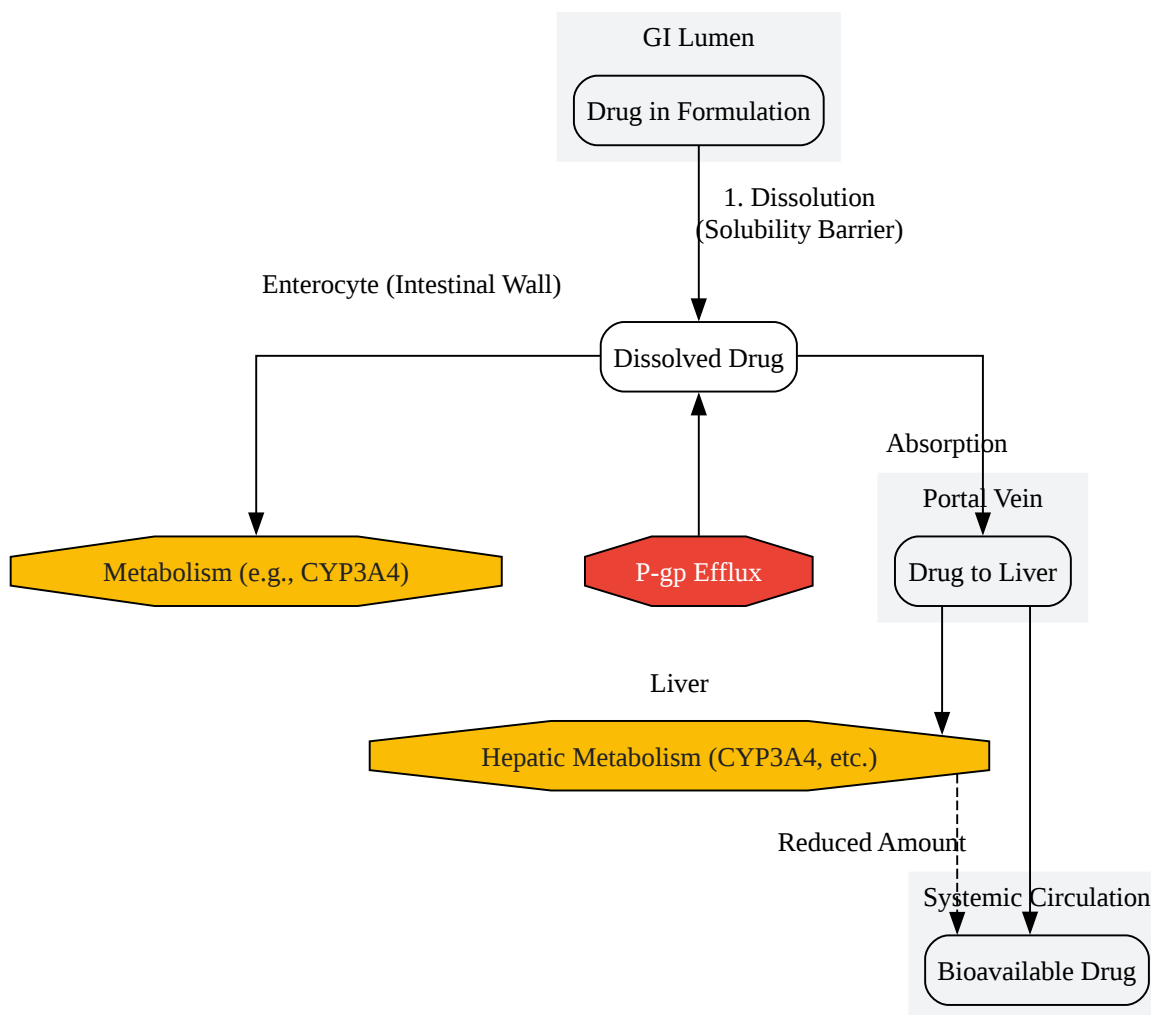 GI Lumen
Drug in Formulation
1. Dissolution
(Solubility Barrier)
Enterocyte (Intestinal Wall)
Dissolved Drug
Absorption
Portal Vein
Metabolism (e.g., CYP3A4)
P-gp Efflux
Drug to Liver
Liver
Hepatic Metabolism (CYP3A4, etc.)
Reduced Amount
Systemic Circulation
Bioavailable Drug